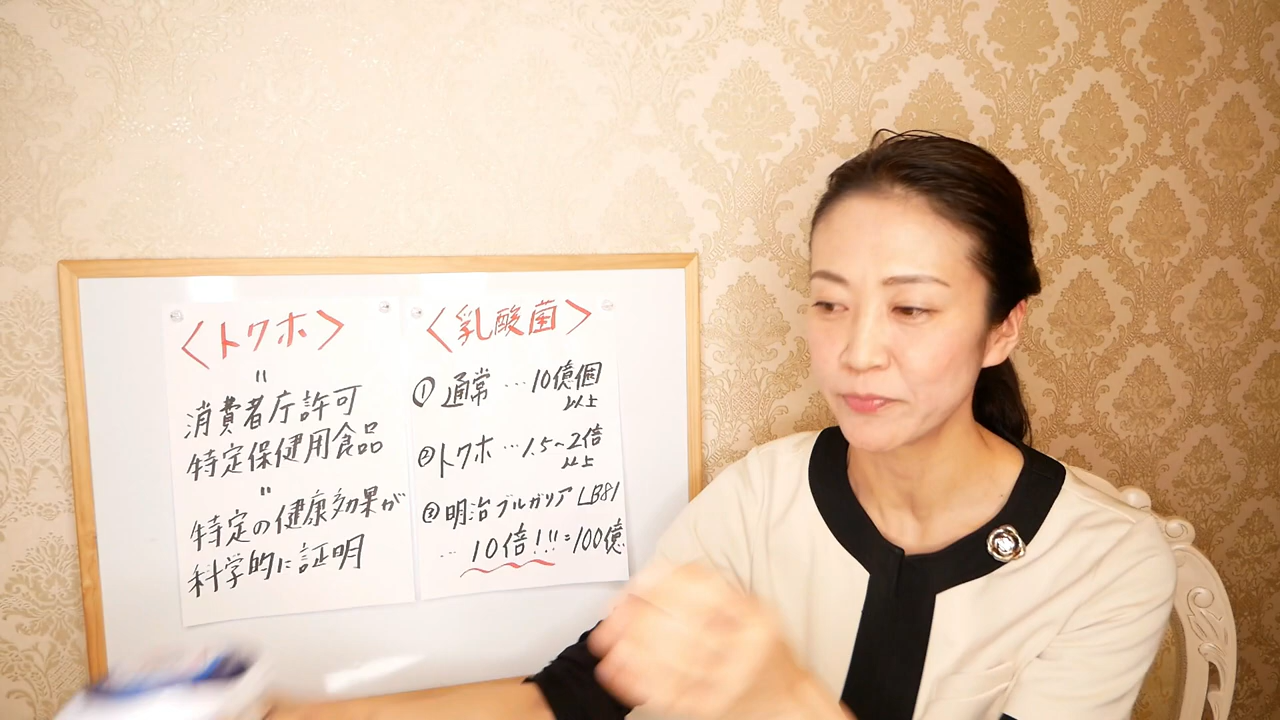 〈トクホ〉
〃
消費者庁許可
特定保健用食品
〃
特定の健康効果が
科学的に証明
〈乳酸菌〉
① 通常 … 10億個
以上
② トクホ … 1.5~2倍
以上
③ 明治ブルガリア LB81
… 10倍!!! = 100億